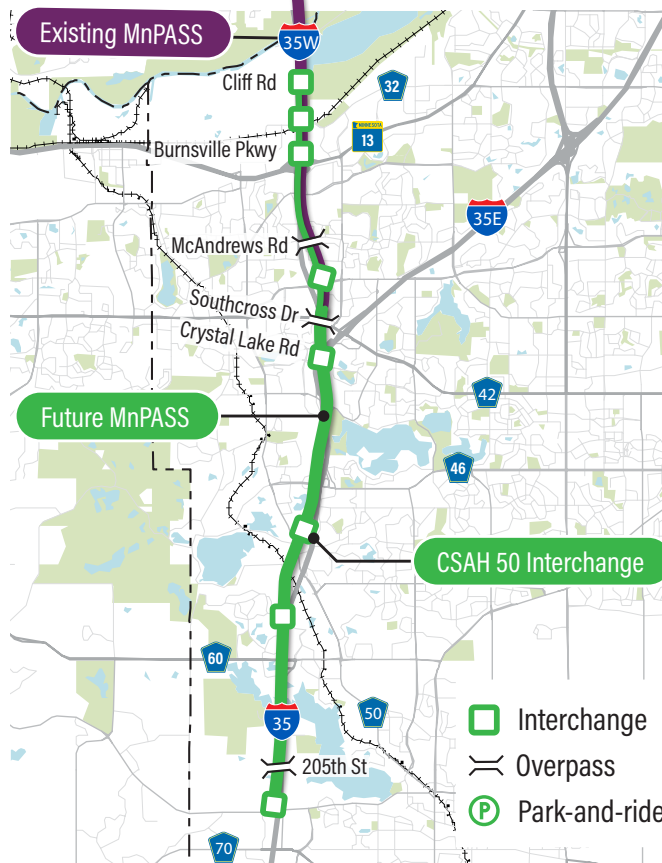 Existing MnPASS
35W
Cliff Rd
32
MINNESOTA
13
Burnsville Pkwy
35E
McAndrews Rd
Southcross Dr
Crystal Lake Rd
42
Future MnPASS
46
CSAH 50 Interchange
60
50
35
Interchange
205th St
Overpass
Park-and-ride
70